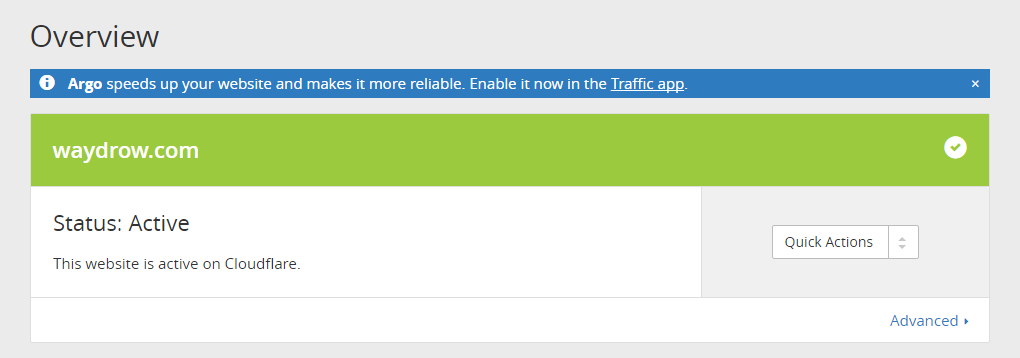 Overview
Argo speeds up your website and makes it more reliable. Enable it now in the Traffic app.
waydrow.com
Status: Active
This website is active on Cloudflare.
Quick Actions
Advanced